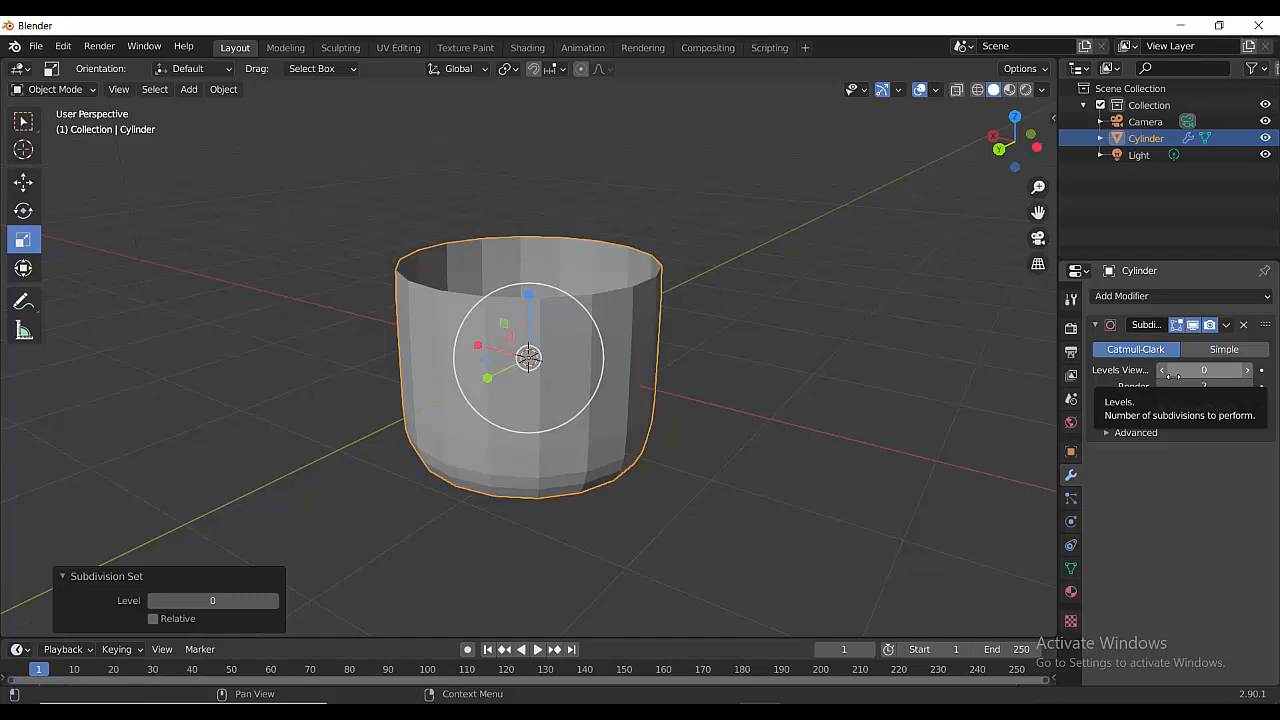 Blender
File Edit Render Window Help
Layout Modeling Sculpting UV Editing Texture Paint Shading Animation Rendering Compositing Scripting +
Scene
View Layer
Orientation: Default Drag: Select Box
Global
Options
Object Mode View Select Add Object
User Perspective
(1) Collection | Cylinder
Z
X
Y
Scene Collection
Collection
Camera
Cylinder
Light
Cylinder
Add Modifier
Subdi...
Catmull-Clark Simple
Levels View... 0
Render 2
Levels.
Number of subdivisions to perform.
Advanced
Subdivision Set
Level 0
Relative
Playback Keying View Marker
1 Start 1 End 250
1 10 20 30 40 50 60 70 80 90 100 110 120 130 140 150 160 170 180 190 200 210 220 230 240 250
Activate Windows
Go to Settings to activate Windows.
Pan View
Context Menu
2.90.1